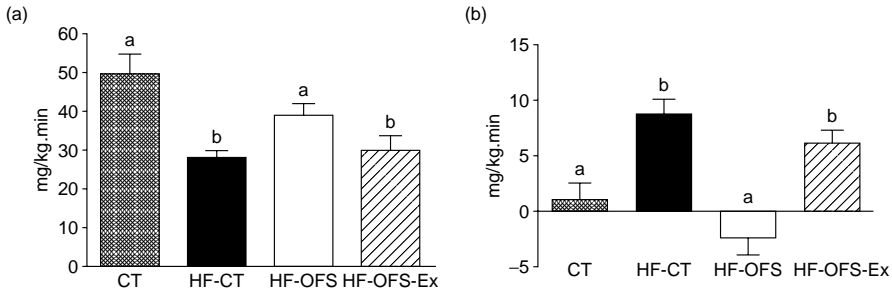 (a)
60
50
40
30
20
10
0
mg/kg.min
a
b
a
b
CT HF-CT HF-OFS HF-OFS-Ex
(b)
15
10
5
0
–5
mg/kg.min
a
b
a
b
CT HF-CT HF-OFS HF-OFS-Ex